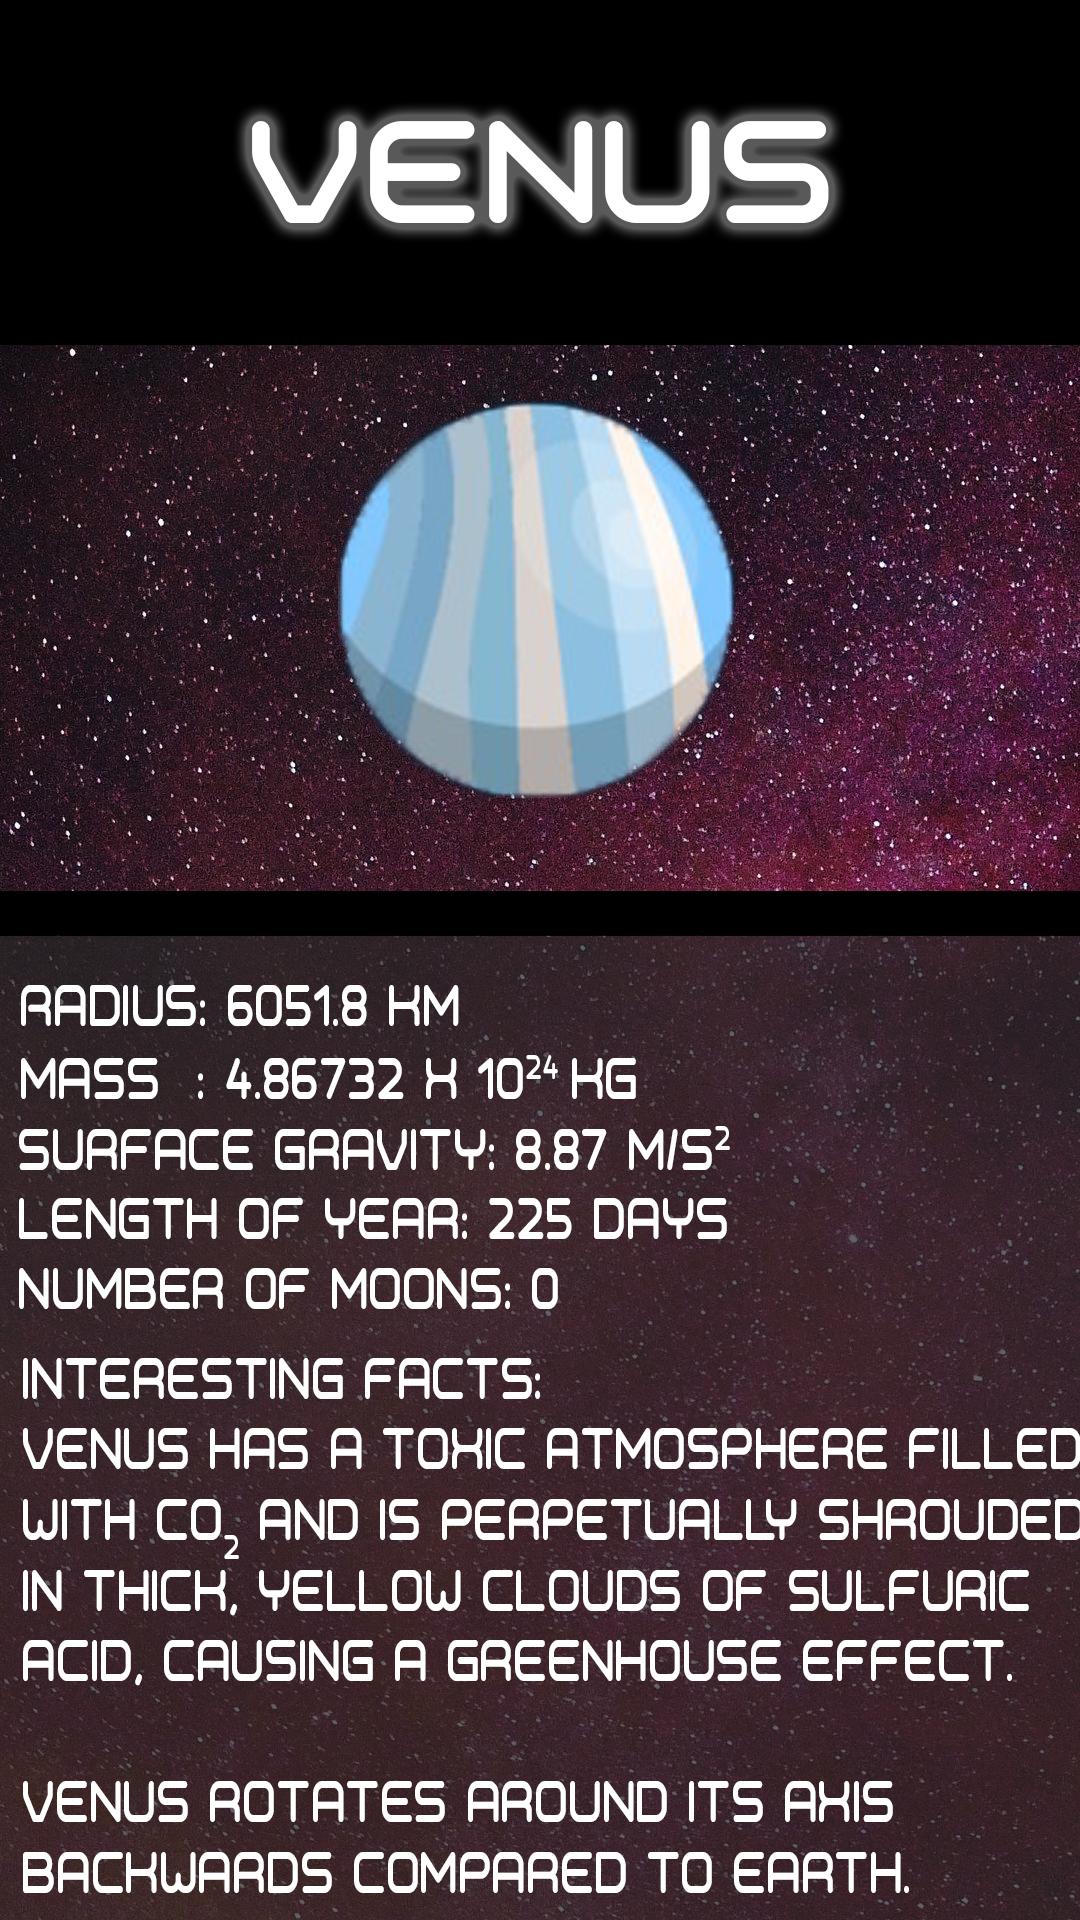 VENUS
RADIUS: 6051.8 KM
MASS : 4.86732 X 10²⁴ KG
SURFACE GRAVITY: 8.87 M/S²
LENGTH OF YEAR: 225 DAYS
NUMBER OF MOONS: 0
INTERESTING FACTS:
VENUS HAS A TOXIC ATMOSPHERE FILLED
WITH CO₂ AND IS PERPETUALLY SHROUDED
IN THICK, YELLOW CLOUDS OF SULFURIC
ACID, CAUSING A GREENHOUSE EFFECT.
VENUS ROTATES AROUND ITS AXIS
BACKWARDS COMPARED TO EARTH.